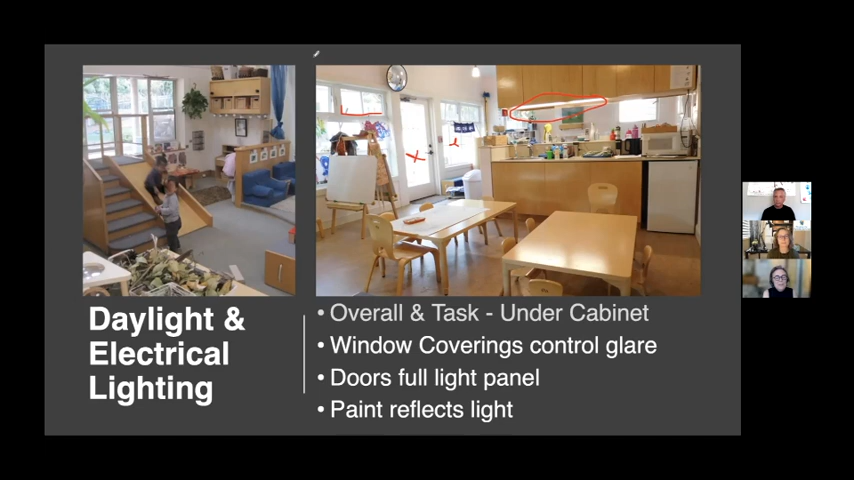 Daylight &
Electrical
Lighting
• Overall & Task - Under Cabinet
• Window Coverings control glare
• Doors full light panel
• Paint reflects light